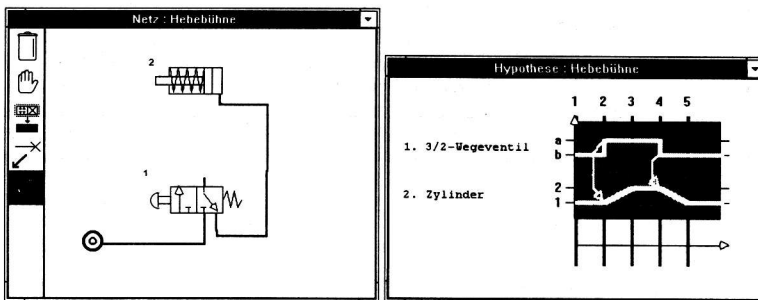 Netz : Hebebühne
2
1
Hypothese : Hebebühne
1 2 3 4 5
1. 3/2-Wegeventil
a
b
2. Zylinder
2
1